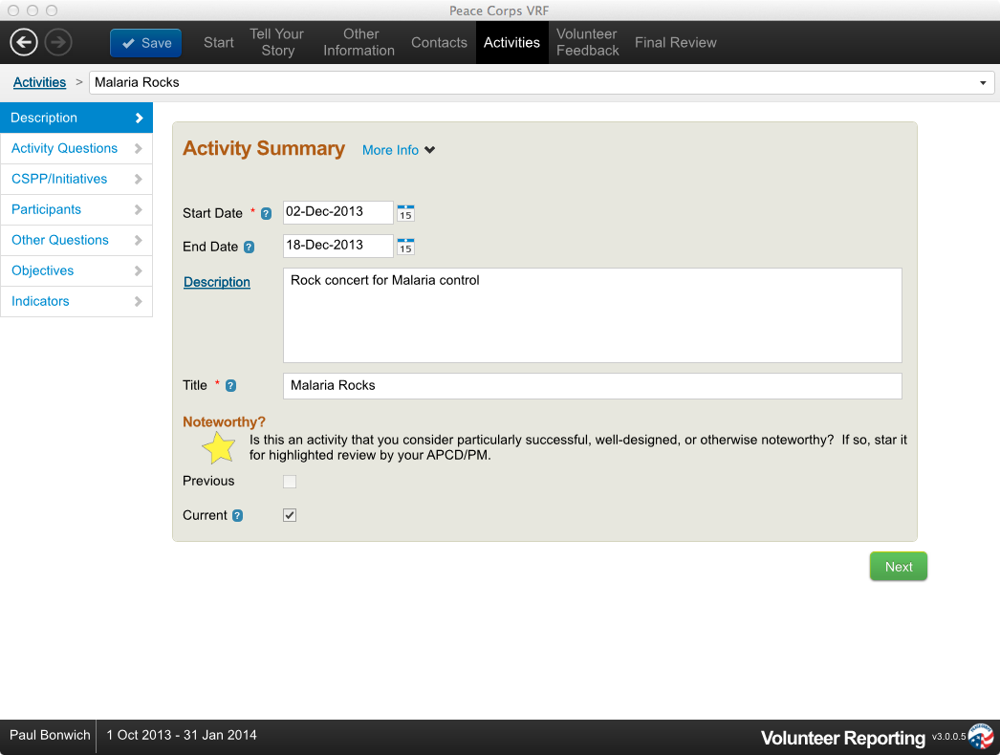 Peace Corps VRF
Save
Start
Tell Your
Story
Other
Information
Contacts
Activities
Volunteer
Feedback
Final Review
Activities > Malaria Rocks
Description
Activity Questions
CSPP/Initiatives
Participants
Other Questions
Objectives
Indicators
Activity Summary More Info
Start Date * ? 02-Dec-2013 15
End Date ? 18-Dec-2013 15
Description Rock concert for Malaria control
Title * ? Malaria Rocks
Noteworthy?
Is this an activity that you consider particularly successful, well-designed, or otherwise noteworthy? If so, star it
for highlighted review by your APCD/PM.
Previous
Current ?
Next
Paul Bonwich 1 Oct 2013 - 31 Jan 2014 Volunteer Reporting v3.0.0.5